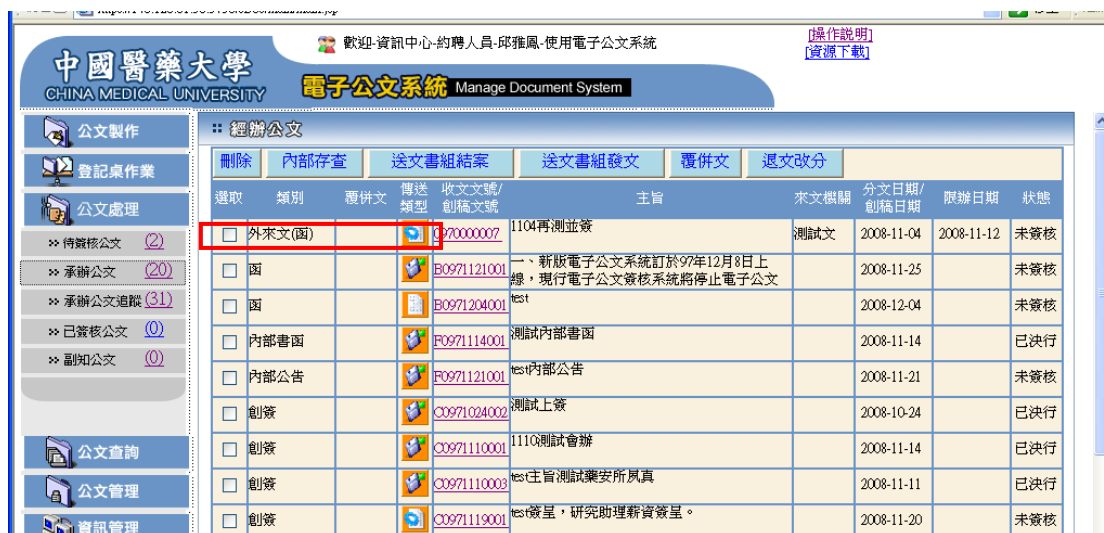 歡迎-資訊中心-約聘人員-邱雅鳳-使用電子公文系統
[操作說明]
[資源下載]
中國醫藥大學
CHINA MEDICAL UNIVERSITY
電子公文系統 Manage Document System
公文製作
登記桌作業
公文處理
»待簽核公文 (2)
»承辦公文 (20)
»承辦公文追蹤 (31)
»已簽核公文 (0)
»副知公文 (0)
公文查詢
公文管理
資訊管理
經辦公文
刪除 內部存查 送文書組結案 送文書組發文 覆併文 退文改分
選取 類別 覆併文 傳送類型 收文文號/創稿文號 主旨 來文機關 分文日期/創稿日期 限辦日期 狀態
外來文(函) 0970000007 1104再測並簽 測試文 2008-11-04 2008-11-12 未簽核
函 B0971121001 一、新版電子公文系統訂於97年12月8日上線，現行電子公文簽核系統將停止電子公文 2008-11-25 未簽核
函 B0971204001 test 2008-12-04 未簽核
內部書函 F0971114001 測試內部書函 2008-11-14 已決行
內部公告 F0971121001 test內部公告 2008-11-21 未簽核
創簽 C0971024002 測試上簽 2008-10-24 已決行
創簽 C0971110001 1110測試會辦 2008-11-14 已決行
創簽 C0971110003 test主旨測試藥安所夙真 2008-11-11 已決行
創簽 C0971119001 test簽呈，研究助理薪資簽呈。 2008-11-20 未簽核